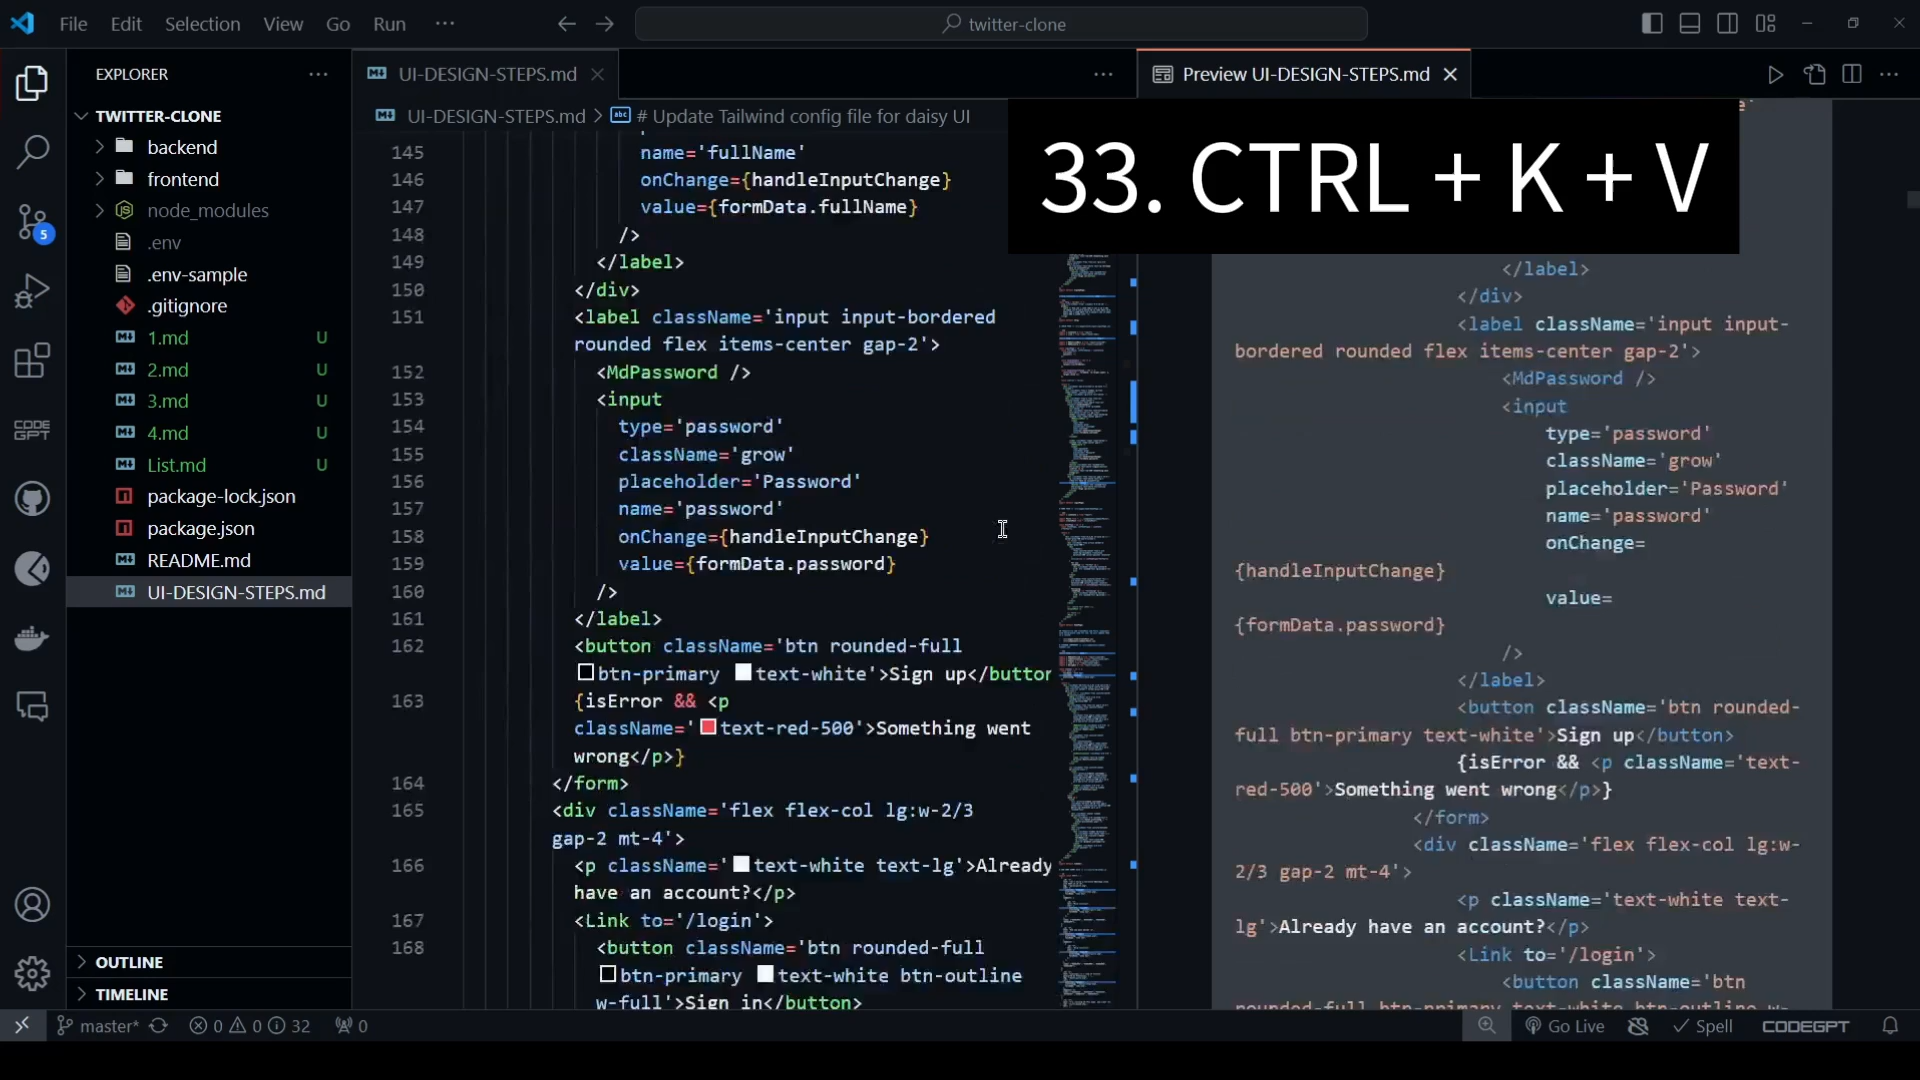 File Edit Selection View Go Run ···
twitter-clone
EXPLORER
TWITTER-CLONE
backend
frontend
node_modules
.env
.env-sample
.gitignore
1.md U
2.md U
3.md U
4.md U
List.md U
package-lock.json
package.json
README.md
UI-DESIGN-STEPS.md
OUTLINE
TIMELINE
CODE
GPT
5
UI-DESIGN-STEPS.md
UI-DESIGN-STEPS.md > abc # Update Tailwind config file for daisy UI
145 name='fullName'
146 onChange={handleInputChange}
147 value={formData.fullName}
148 />
149 </label>
150 </div>
151 <label className='input input-bordered
rounded flex items-center gap-2'>
152 <MdPassword />
153 <input
154 type='password'
155 className='grow'
156 placeholder='Password'
157 name='password'
158 onChange={handleInputChange}
159 value={formData.password}
160 />
161 </label>
162 <button className='btn rounded-full
btn-primary text-white'>Sign up</button
163 {isError && <p
className='text-red-500'>Something went
wrong</p>}
164 </form>
165 <div className='flex flex-col lg:w-2/3
gap-2 mt-4'>
166 <p className='text-white text-lg'>Already
have an account?</p>
167 <Link to='/login'>
168 <button className='btn rounded-full
btn-primary text-white btn-outline
w-full'>Sign in</button>
Preview UI-DESIGN-STEPS.md
33. CTRL + K + V
</label>
</div>
<label className='input input-
bordered rounded flex items-center gap-2'>
<MdPassword />
<input
type='password'
className='grow'
placeholder='Password'
name='password'
onChange=
{handleInputChange}
value=
{formData.password}
/>
</label>
<button className='btn rounded-
full btn-primary text-white'>Sign up</button>
{isError && <p className='text-
red-500'>Something went wrong</p>}
</form>
<div className='flex flex-col lg:w-
2/3 gap-2 mt-4'>
<p className='text-white text-
lg'>Already have an account?</p>
<Link to='/login'>
<button className='btn
rounded-full btn-primary text-white btn-outline w-
master* 0 0 32 0
Go Live Spell CODEGPT